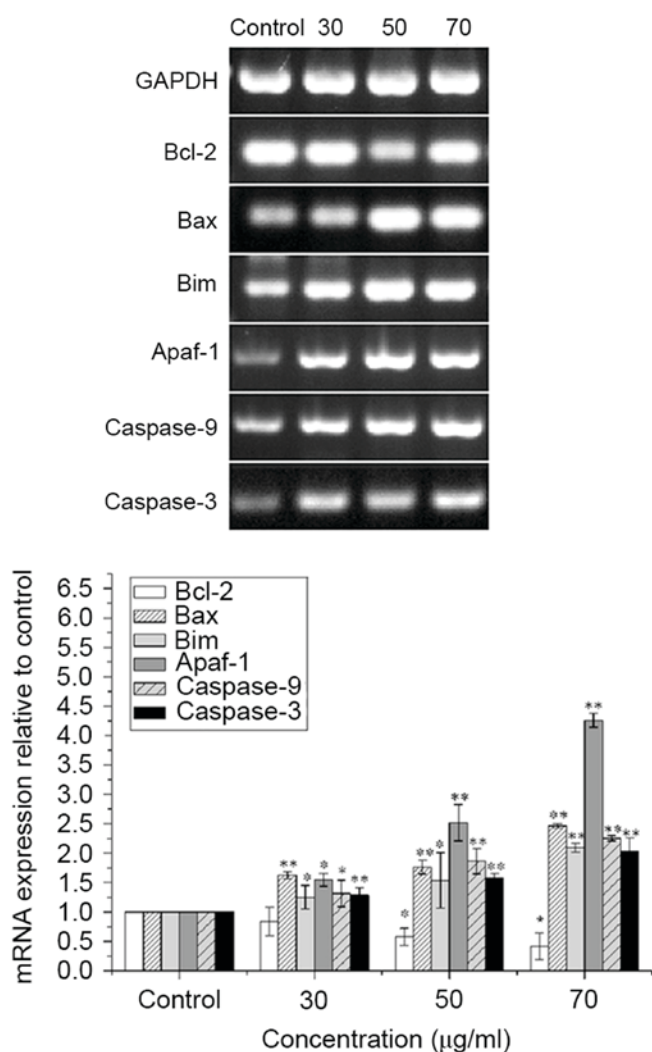 Control 30 50 70
GAPDH
Bcl-2
Bax
Bim
Apaf-1
Caspase-9
Caspase-3
mRNA expression relative to control
6.5
6.0
5.5
5.0
4.5
4.0
3.5
3.0
2.5
2.0
1.5
1.0
0.5
0.0
Bcl-2
Bax
Bim
Apaf-1
Caspase-9
Caspase-3
** * * * **
* ** * ** ** **
* ** ** ** ** **
Control 30 50 70
Concentration (µg/ml)